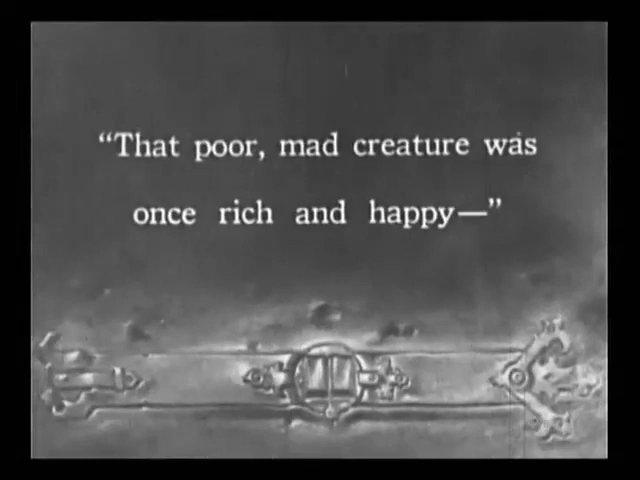 “That poor, mad creature was
once rich and happy—”